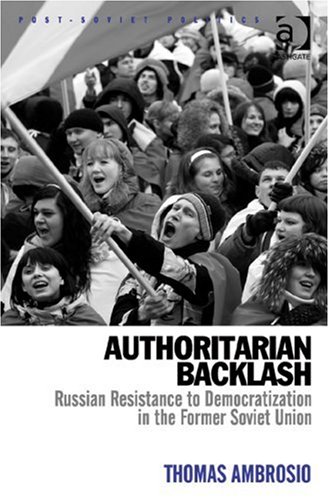 POST-SOVIET POLITICS
a
ASHGATE
AUTHORITARIAN
BACKLASH
Russian Resistance to Democratization
in the Former Soviet Union
THOMAS AMBROSIO